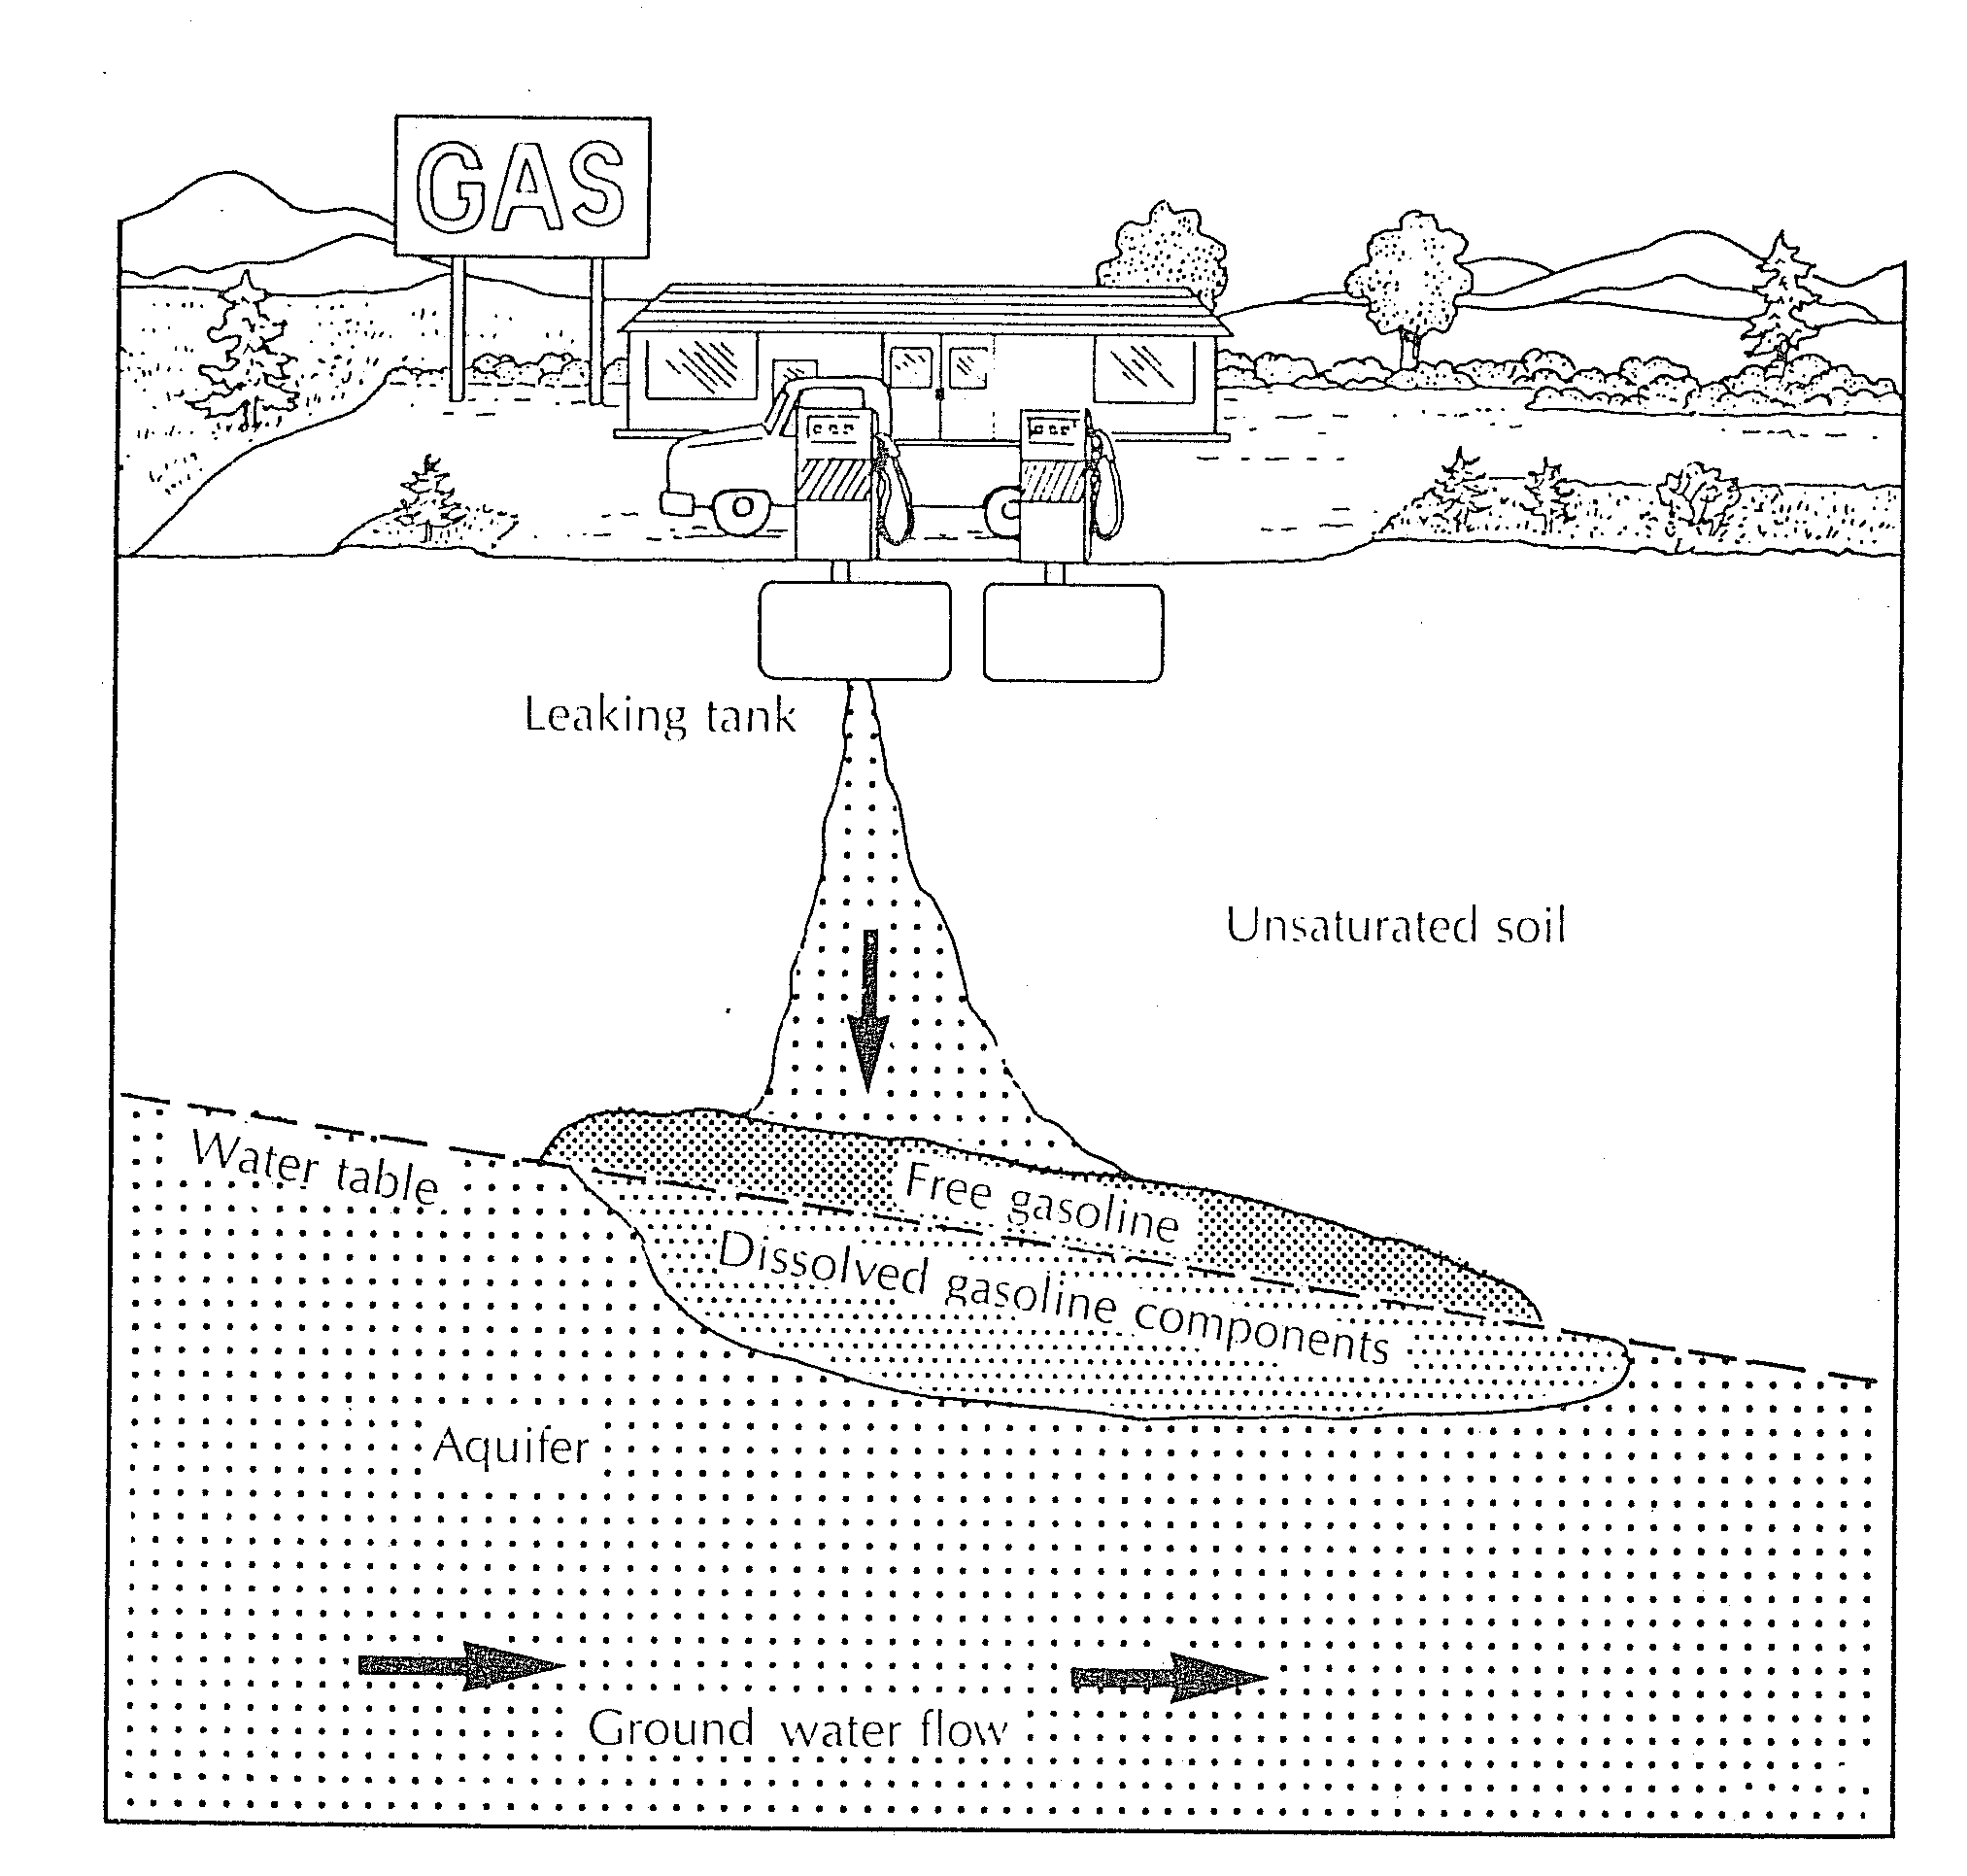 GAS
Leaking tank
Unsaturated soil
Water table
Free gasoline
Dissolved gasoline components
Aquifer
Ground water flow